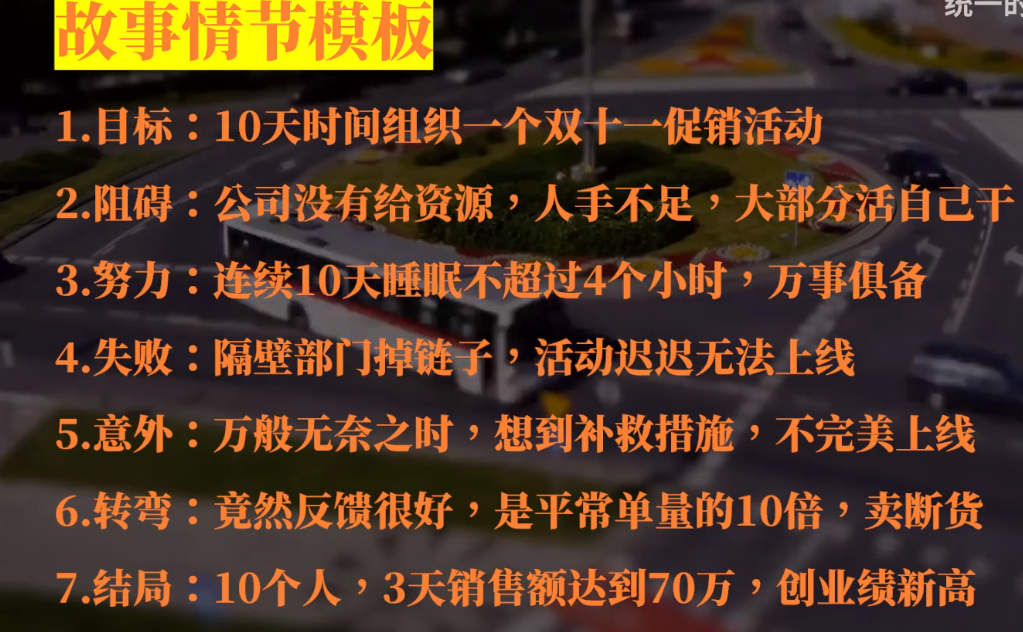 统一的
故事情节模板
1.目标：10天时间组织一个双十一促销活动
2.阻碍：公司没有给资源，人手不足，大部分活自己干
3.努力：连续10天睡眠不超过4个小时，万事俱备
4.失败：隔壁部门掉链子，活动迟迟无法上线
5.意外：万般无奈之时，想到补救措施，不完美上线
6.转弯：竟然反馈很好，是平常单量的10倍，卖断货
7.结局：10个人，3天销售额达到70万，创业绩新高